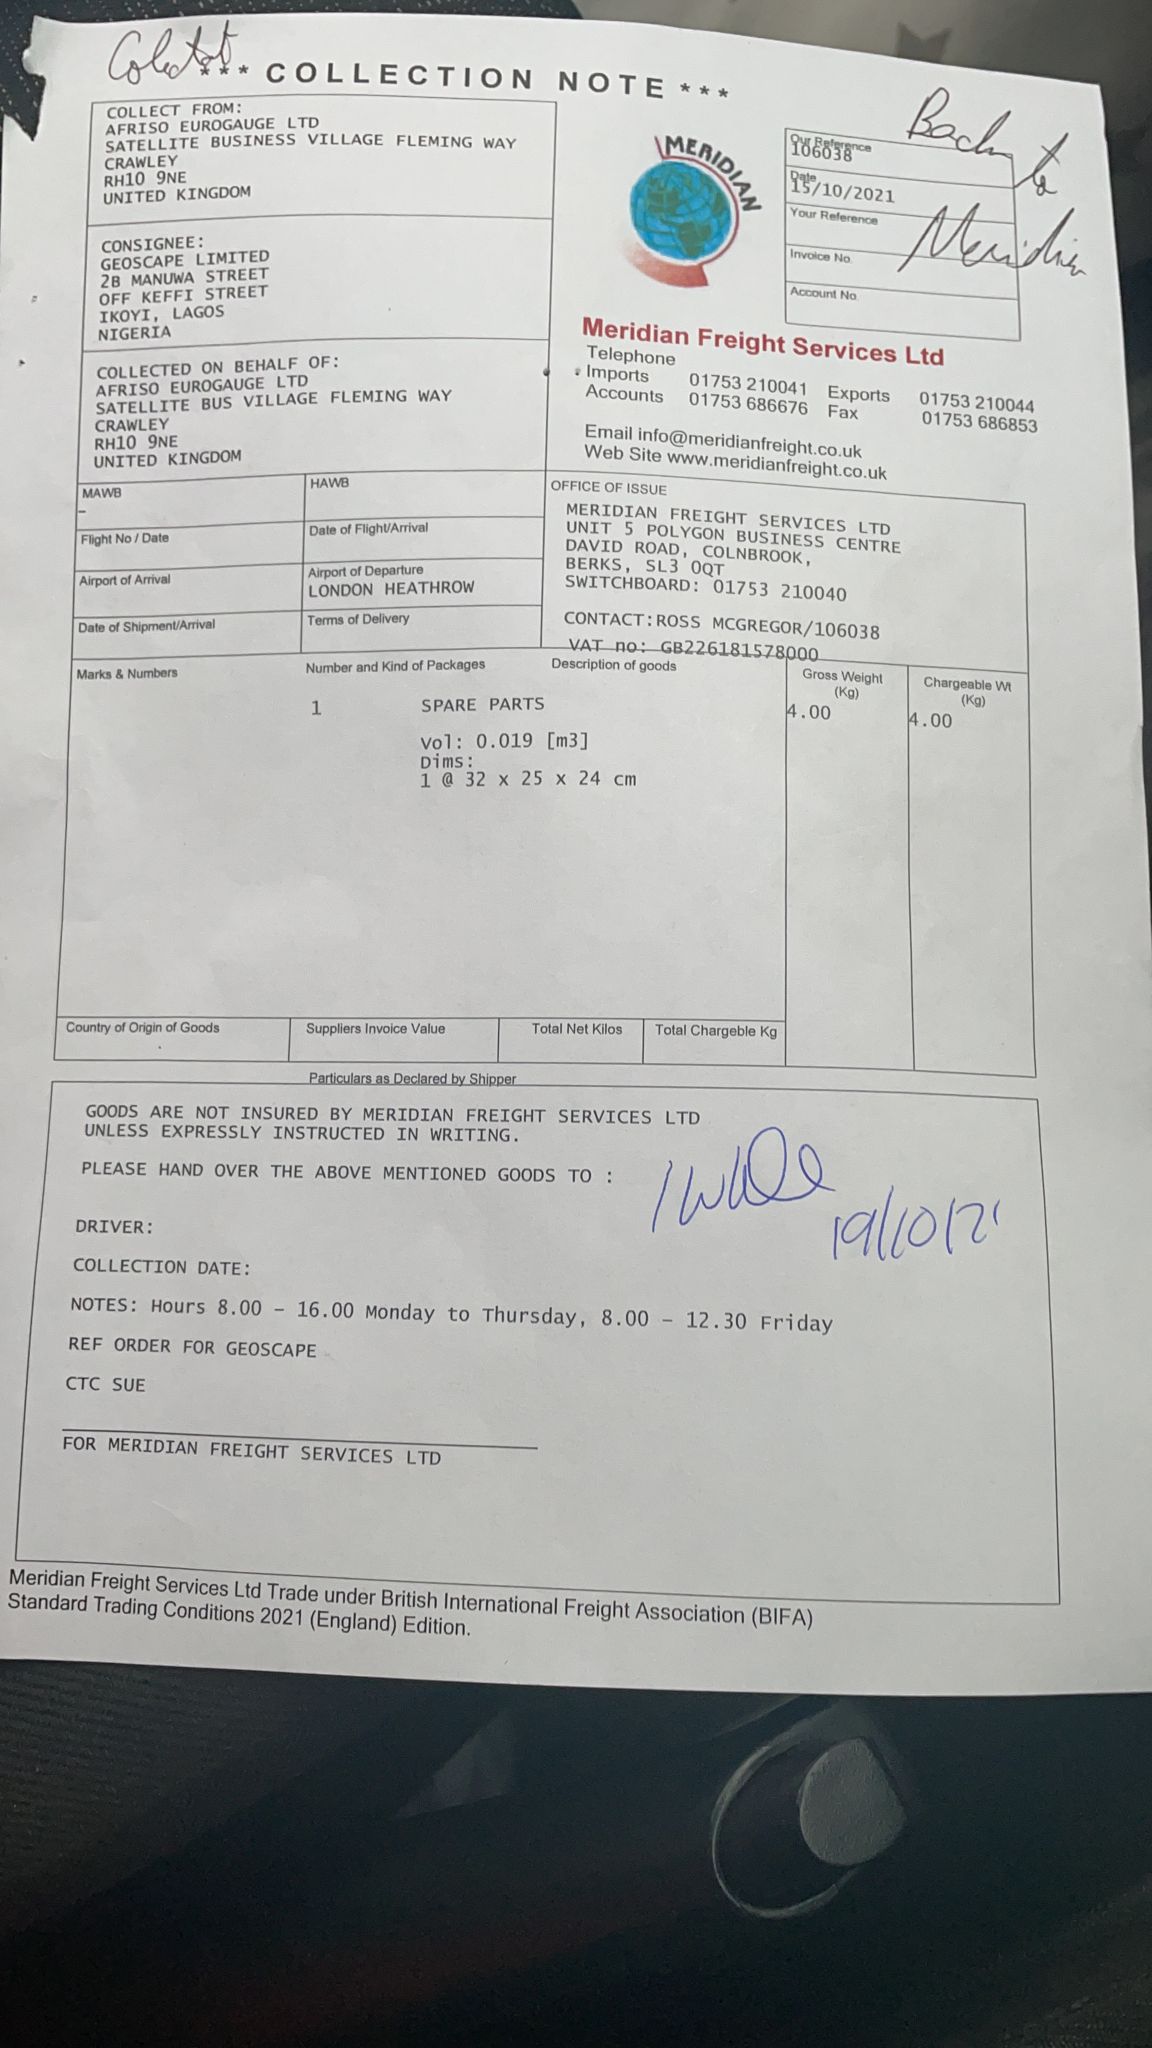 *** COLLECTION NOTE ***
COLLECT FROM:
AFRISO EUROGAUGE LTD
SATELLITE BUSINESS VILLAGE FLEMING WAY
CRAWLEY
RH10 9NE
UNITED KINGDOM
CONSIGNEE:
GEOSCAPE LIMITED
2B MANUWA STREET
OFF KEFFI STREET
IKOYI, LAGOS
NIGERIA
COLLECTED ON BEHALF OF:
AFRISO EUROGAUGE LTD
SATELLITE BUS VILLAGE FLEMING WAY
CRAWLEY
RH10 9NE
UNITED KINGDOM
MERIDIAN
Back to
Meridian
Our Reference
106038
Date
15/10/2021
Your Reference
Invoice No.
Account No.
Meridian Freight Services Ltd
Telephone
Imports 01753 210041 Exports 01753 210044
Accounts 01753 686676 Fax 01753 686853
Email info@meridianfreight.co.uk
Web Site www.meridianfreight.co.uk
MAWB
-
HAWB
Flight No / Date
Date of Flight/Arrival
Airport of Arrival
Airport of Departure
LONDON HEATHROW
Date of Shipment/Arrival
Terms of Delivery
OFFICE OF ISSUE
MERIDIAN FREIGHT SERVICES LTD
UNIT 5 POLYGON BUSINESS CENTRE
DAVID ROAD, COLNBROOK,
BERKS, SL3 0QT
SWITCHBOARD: 01753 210040
CONTACT:ROSS MCGREGOR/106038
VAT no: GB226181578000
Marks & Numbers
Number and Kind of Packages
Description of goods
Gross Weight
(Kg)
Chargeable Wt
(Kg)
1 SPARE PARTS 4.00 4.00
Vol: 0.019 [m3]
Dims:
1 @ 32 x 25 x 24 cm
Country of Origin of Goods
Suppliers Invoice Value
Total Net Kilos
Total Chargeble Kg
Particulars as Declared by Shipper
GOODS ARE NOT INSURED BY MERIDIAN FREIGHT SERVICES LTD
UNLESS EXPRESSLY INSTRUCTED IN WRITING.
PLEASE HAND OVER THE ABOVE MENTIONED GOODS TO :
19/10/21
DRIVER:
COLLECTION DATE:
NOTES: Hours 8.00 - 16.00 Monday to Thursday, 8.00 - 12.30 Friday
REF ORDER FOR GEOSCAPE
CTC SUE
FOR MERIDIAN FREIGHT SERVICES LTD
Meridian Freight Services Ltd Trade under British International Freight Association (BIFA)
Standard Trading Conditions 2021 (England) Edition.